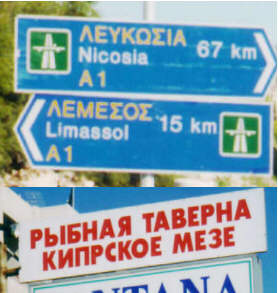 ΛΕΥΚΩΣΙΑ
Nicosia 67 km
A1
ΛΕΜΕΣΟΣ
Limassol 15 km
A1
РЫБНАЯ ТАВЕРНА
КИПРСКОЕ МЕЗЕ